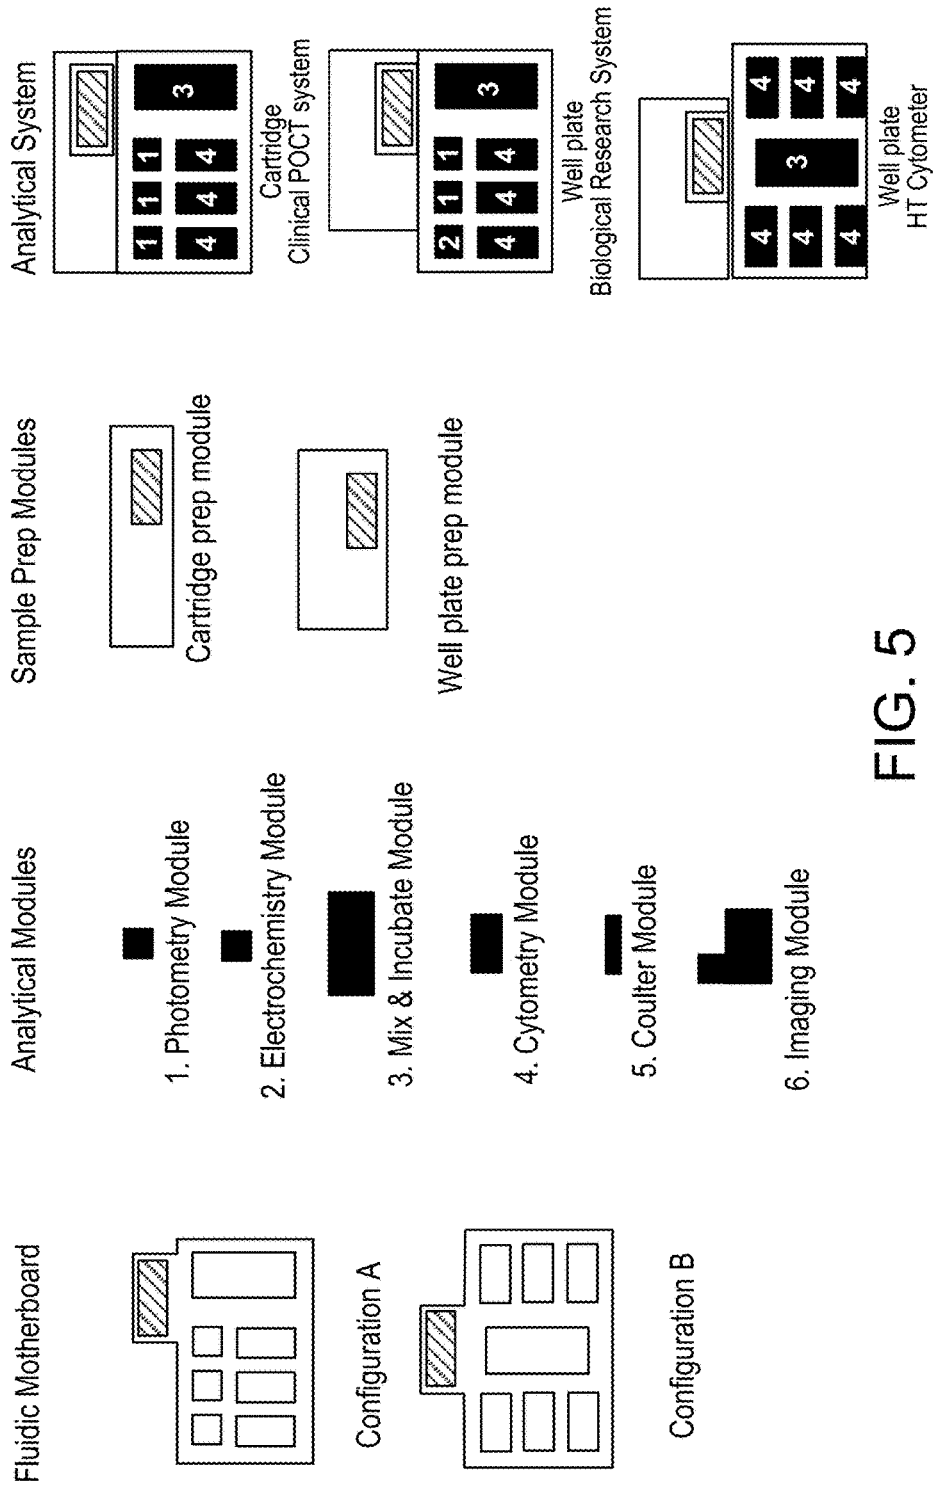 Fluidic Motherboard
Configuration A
Configuration B
Analytical Modules
1. Photometry Module
2. Electrochemistry Module
3. Mix & Incubate Module
4. Cytometry Module
5. Coulter Module
6. Imaging Module
Sample Prep Modules
Cartridge prep module
Well plate prep module
Analytical System
1 1 1
4 4 4
3
Cartridge
Clinical POCT system
2 1 1
4 4 4
3
Well plate
Biological Research System
4 4
4 3 4
4 4
Well plate
HT Cytometer
FIG. 5